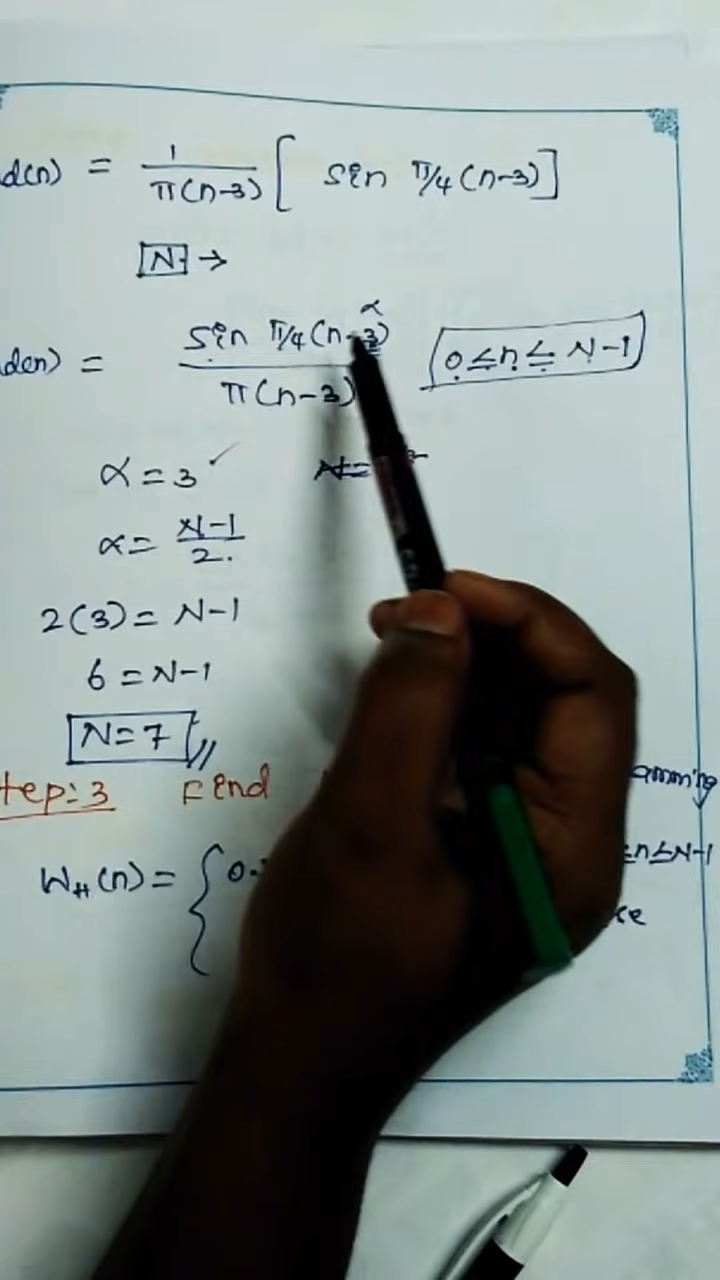 d(n) = 1/π(n-3) [ sin π/4 (n-3) ]
N →
α
d(n) = sin π/4 (n-3) / π(n-3) 0 ≤ n ≤ N-1
α = 3 ✓ N=
α = N-1/2
2(3) = N-1
6 = N-1
N = 7
tep:3 Find amming
W_H(n) = { 0. ≤n≤N-1